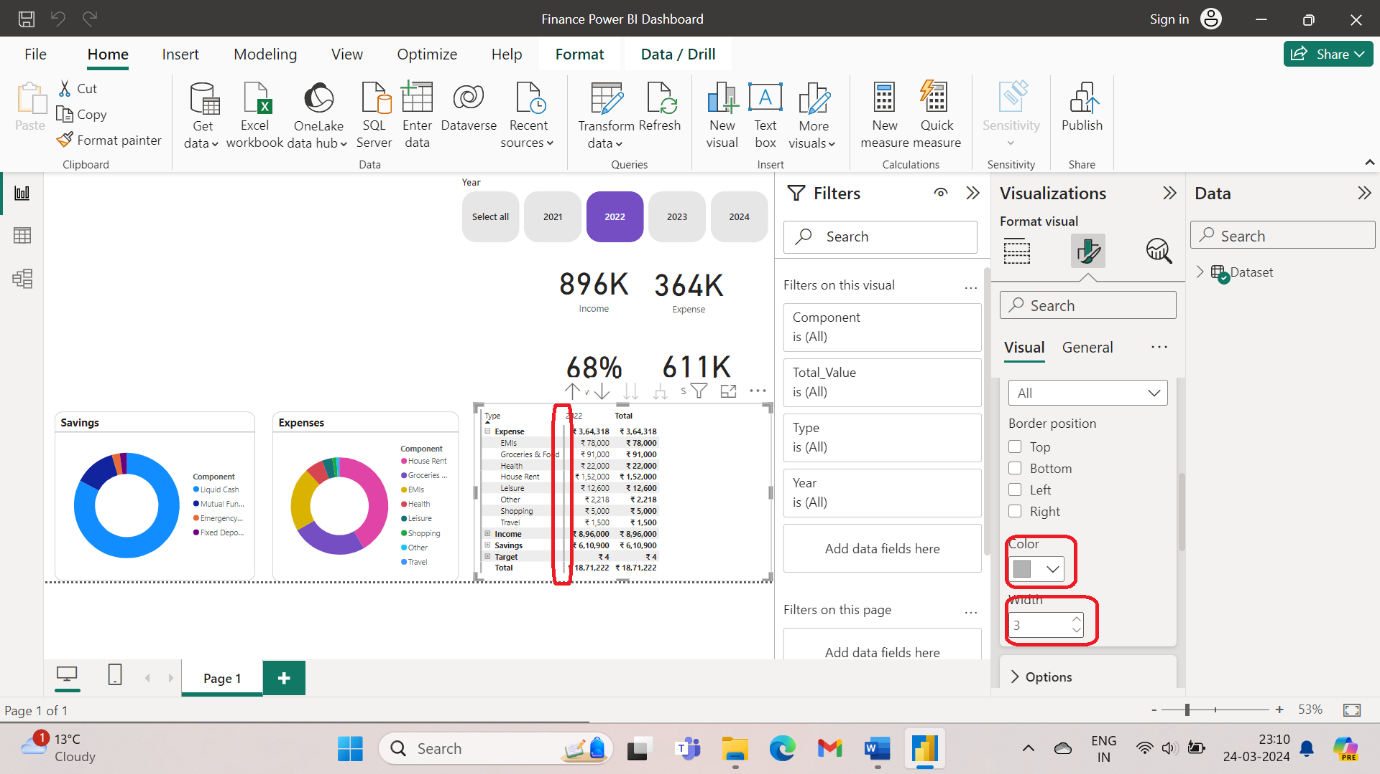 Finance Power BI Dashboard
Sign in
File Home Insert Modeling View Optimize Help Format Data / Drill
Share
Paste
Cut
Copy
Format painter
Clipboard
Get data
Excel workbook
OneLake data hub
SQL Server
Enter data
Dataverse
Recent sources
Data
Transform data
Refresh
Queries
New visual
Text box
More visuals
Insert
New measure
Quick measure
Calculations
Sensitivity
Sensitivity
Publish
Share
Year
Select all 2021 2022 2023 2024
896K
Income
364K
Expense
68%
611K
Savings
Component
Liquid Cash
Mutual Fun...
Emergency...
Fixed Depo...
Expenses
Component
House Rent
Groceries ...
EMIs
Health
Leisure
Shopping
Other
Travel
Type 2022 Total
Expense ₹ 3,64,318 ₹ 3,64,318
EMIs ₹ 78,000 ₹ 78,000
Groceries & Food ₹ 91,000 ₹ 91,000
Health ₹ 22,000 ₹ 22,000
House Rent ₹ 1,52,000 ₹ 1,52,000
Leisure ₹ 12,600 ₹ 12,600
Other ₹ 2,218 ₹ 2,218
Shopping ₹ 5,000 ₹ 5,000
Travel ₹ 1,500 ₹ 1,500
Income ₹ 8,96,000 ₹ 8,96,000
Savings ₹ 6,10,900 ₹ 6,10,900
Target ₹ 4 ₹ 4
Total ₹ 18,71,222 ₹ 18,71,222
Filters
Search
Filters on this visual ...
Component
is (All)
Total_Value
is (All)
Type
is (All)
Year
is (All)
Add data fields here
Filters on this page ...
Add data fields here
Visualizations
Format visual
Search
Visual General ...
All
Border position
Top
Bottom
Left
Right
Color
Width
3
Options
Data
Search
Dataset
Page 1 +
Page 1 of 1
- + 53%
1
13°C
Cloudy
Search
ENG
IN
23:10
24-03-2024
PRE